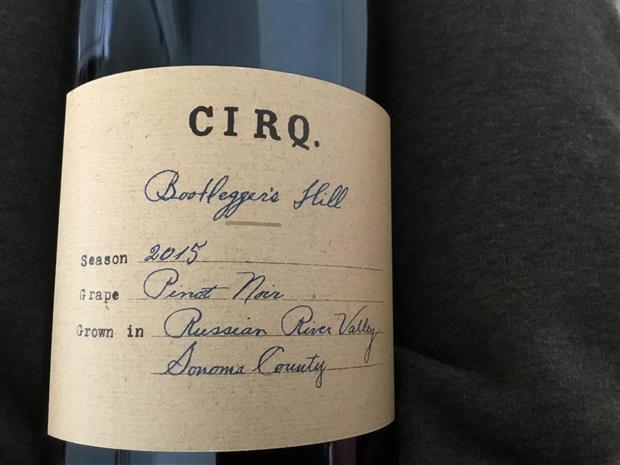 CIRQ.
Bootlegger's Hill
Season 2015
Grape Pinot Noir
Grown in Russian River Valley
Sonoma County